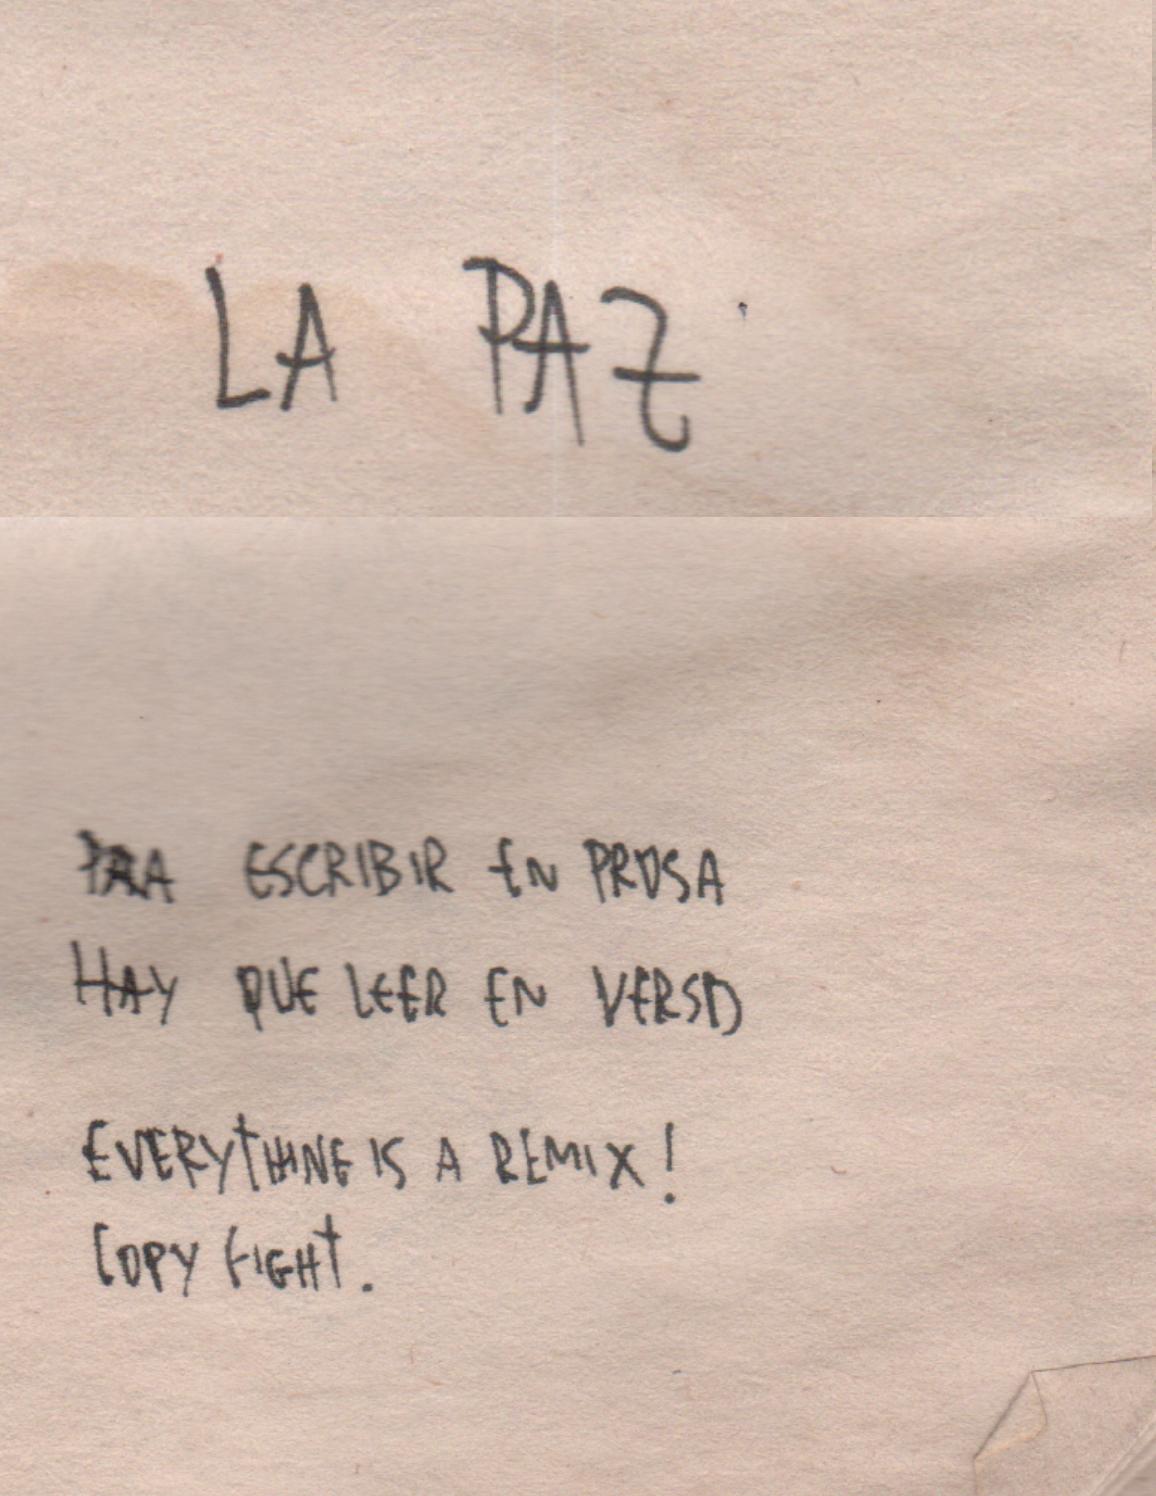 LA PAZ
PARA ESCRIBIR EN PROSA
HAY QUE LEER EN VERSO
EVERYTHING IS A REMIX!
COPY FIGHT.